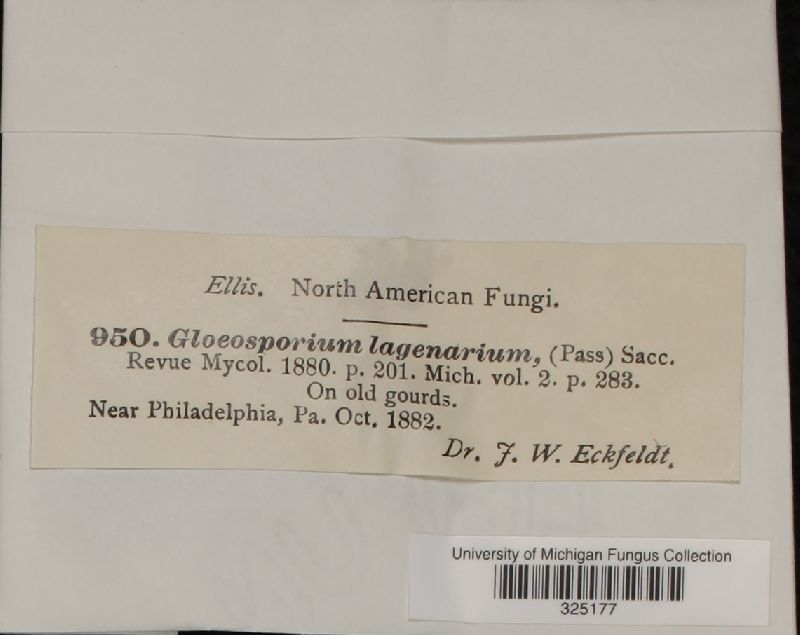 Ellis. North American Fungi.
950. Gloeosporium lagenarium, (Pass) Sacc.
Revue Mycol. 1880. p. 201. Mich. vol. 2. p. 283.
On old gourds.
Near Philadelphia, Pa. Oct. 1882.
Dr. J. W. Eckfeldt.
University of Michigan Fungus Collection
325177